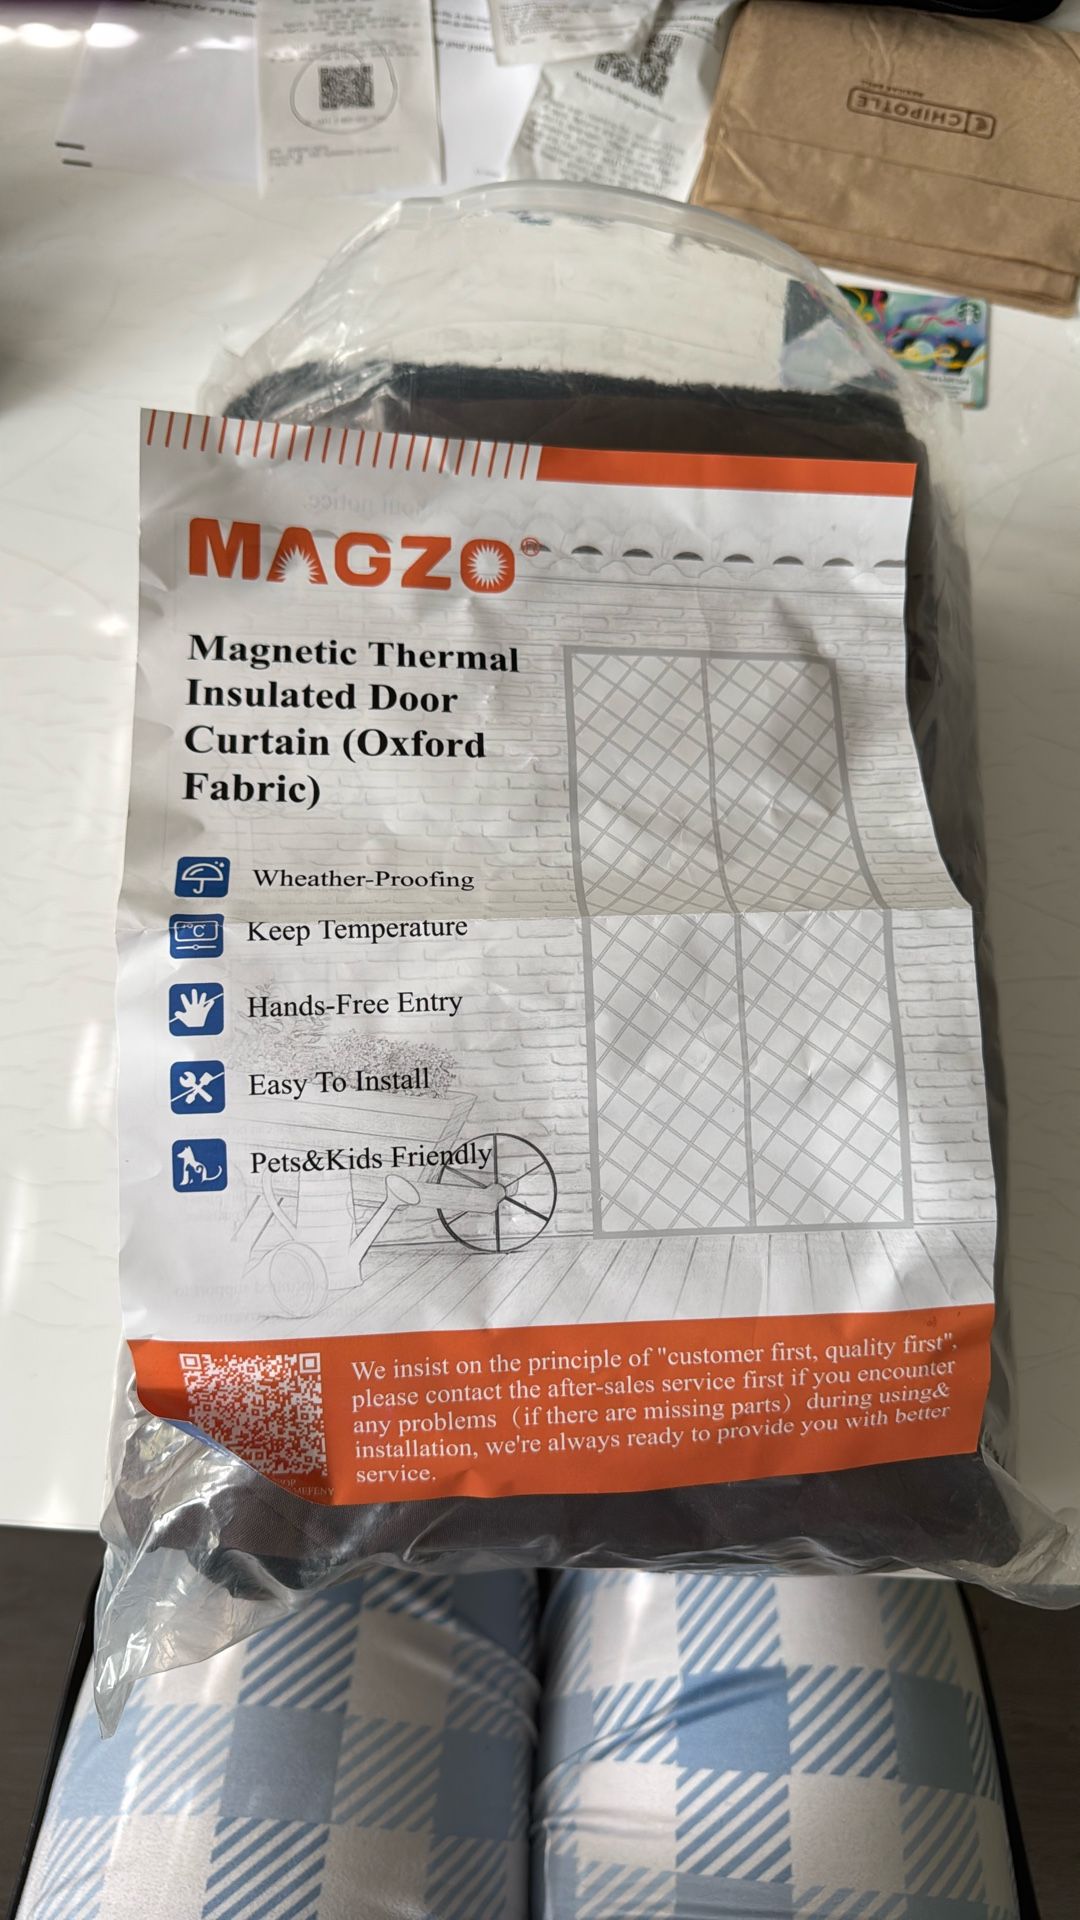 CHIPOTLE
MAGZO®
Magnetic Thermal
Insulated Door
Curtain (Oxford
Fabric)
Wheather-Proofing
°C
Keep Temperature
Hands-Free Entry
Easy To Install
Pets&Kids Friendly
We insist on the principle of "customer first, quality first",
please contact the after-sales service first if you encounter
any problems（if there are missing parts）during using&
installation, we're always ready to provide you with better
service.